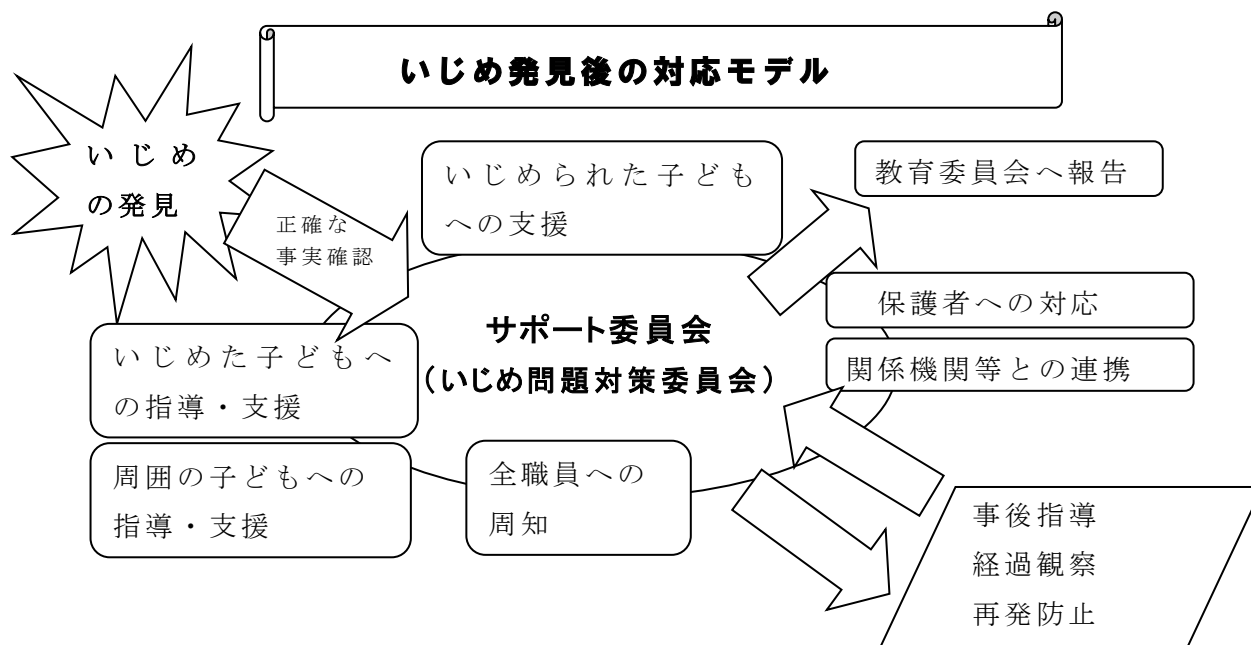 いじめ発見後の対応モデル
いじめ
の発見
正確な
事実確認
いじめられた子ども
への支援
教育委員会へ報告
保護者への対応
関係機関等との連携
サポート委員会
（いじめ問題対策委員会）
いじめた子どもへ
の指導・支援
周囲の子どもへの
指導・支援
全職員への
周知
事後指導
経過観察
再発防止